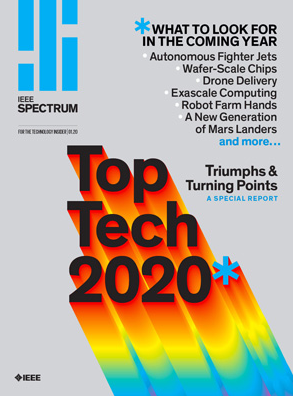 *WHAT TO LOOK FOR
IN THE COMING YEAR
• Autonomous Fighter Jets
• Wafer-Scale Chips
• Drone Delivery
• Exascale Computing
• Robot Farm Hands
• A New Generation
of Mars Landers
and more...
IEEE
SPECTRUM
FOR THE TECHNOLOGY INSIDER | 01.20
Top
Tech
2020*
Triumphs &
Turning Points
A SPECIAL REPORT
IEEE